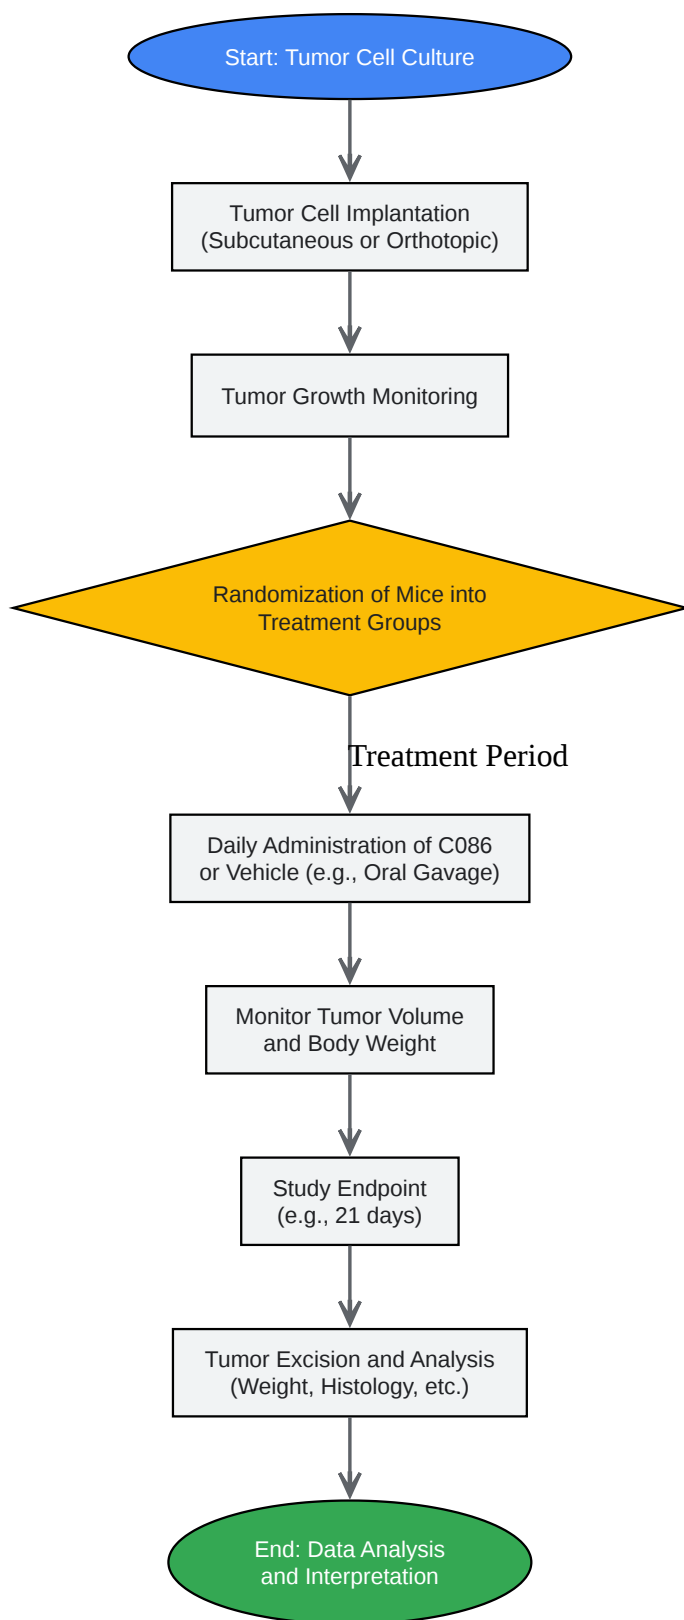 Start: Tumor Cell Culture
Tumor Cell Implantation
(Subcutaneous or Orthotopic)
Tumor Growth Monitoring
Randomization of Mice into
Treatment Groups
Treatment Period
Daily Administration of C086
or Vehicle (e.g., Oral Gavage)
Monitor Tumor Volume
and Body Weight
Study Endpoint
(e.g., 21 days)
Tumor Excision and Analysis
(Weight, Histology, etc.)
End: Data Analysis
and Interpretation